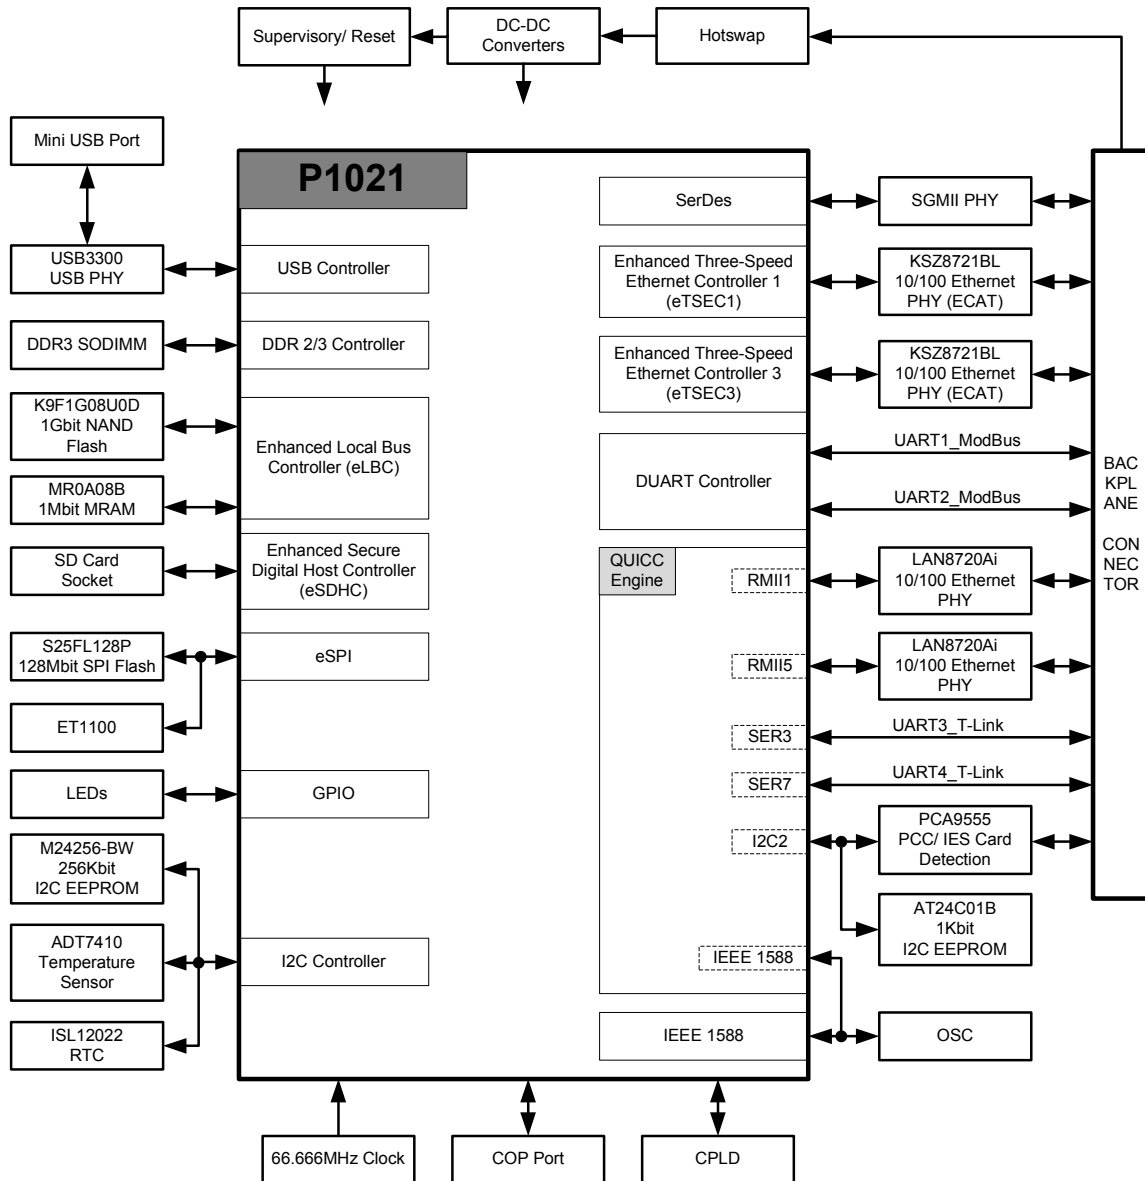 Supervisory/ Reset
DC-DC
Converters
Hotswap
Mini USB Port
USB3300
USB PHY
DDR3 SODIMM
K9F1G08U0D
1Gbit NAND
Flash
MR0A08B
1Mbit MRAM
SD Card
Socket
S25FL128P
128Mbit SPI Flash
ET1100
LEDs
M24256-BW
256Kbit
I2C EEPROM
ADT7410
Temperature
Sensor
ISL12022
RTC
P1021
USB Controller
DDR 2/3 Controller
Enhanced Local Bus
Controller (eLBC)
Enhanced Secure
Digital Host Controller
(eSDHC)
eSPI
GPIO
I2C Controller
SerDes
Enhanced Three-Speed
Ethernet Controller 1
(eTSEC1)
Enhanced Three-Speed
Ethernet Controller 3
(eTSEC3)
DUART Controller
QUICC
Engine
RMII1
RMII5
SER3
SER7
I2C2
IEEE 1588
IEEE 1588
SGMII PHY
KSZ8721BL
10/100 Ethernet
PHY (ECAT)
KSZ8721BL
10/100 Ethernet
PHY (ECAT)
UART1_ModBus
UART2_ModBus
LAN8720Ai
10/100 Ethernet
PHY
LAN8720Ai
10/100 Ethernet
PHY
UART3_T-Link
UART4_T-Link
PCA9555
PCC/ IES Card
Detection
AT24C01B
1Kbit
I2C EEPROM
OSC
BAC
KPL
ANE
CON
NEC
TOR
66.666MHz Clock
COP Port
CPLD